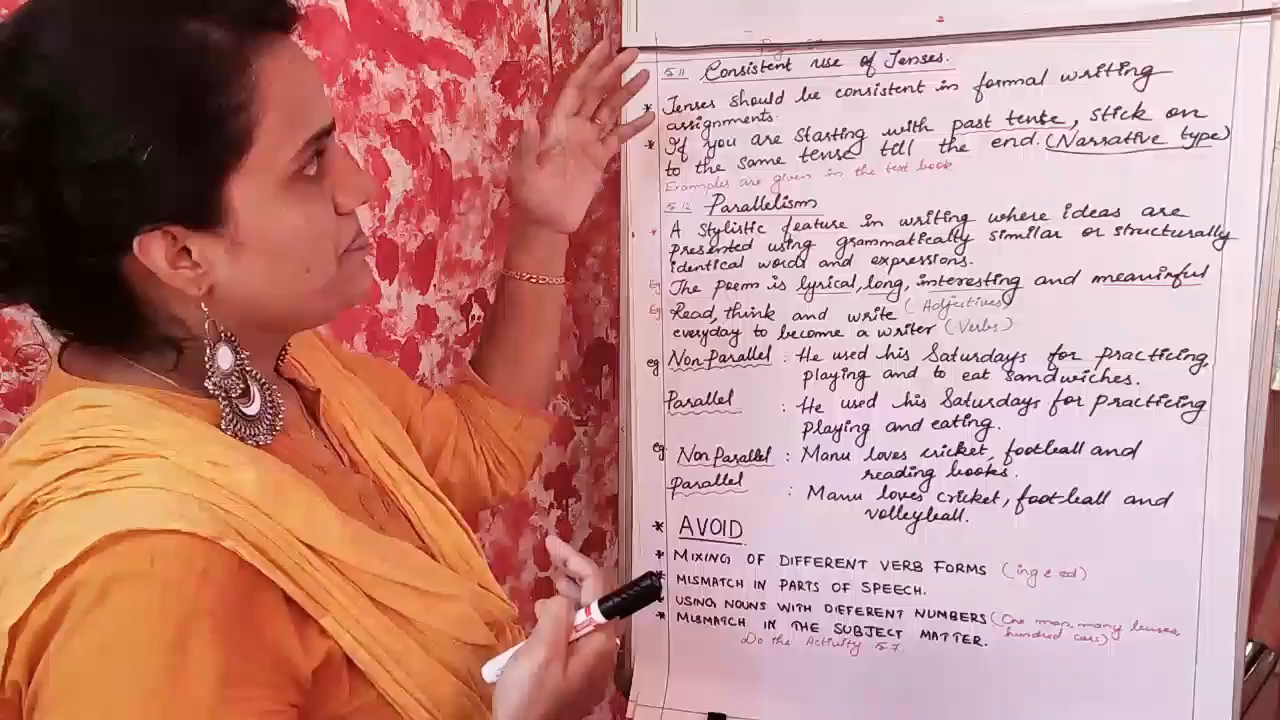 5.11 Consistent use of Tenses.
* Tenses should be consistent in formal writing
assignments.
* If you are starting with past tense, stick on
to the same tense till the end. (Narrative type)
Examples are given in the text book
5.12 Parallelism
* A stylistic feature in writing where ideas are
presented using grammatically similar or structurally
identical words and expressions.
Eg The poem is lyrical, long, interesting and meaninful
Eg Read, think and write (Adjectives)
everyday to become a writer (Verbs)
eg Non Parallel : He used his Saturdays for practicing,
playing and to eat sandwiches.
Parallel : He used his Saturdays for practicing
playing and eating.
eg Non Parallel : Manu loves cricket, football and
reading books.
Parallel : Manu loves cricket, football and
volleyball.
* AVOID
* MIXING OF DIFFERENT VERB FORMS (ing & ed)
* MISMATCH IN PARTS OF SPEECH.
* USING NOUNS WITH DIFFERENT NUMBERS (One man, many
* MISMATCH IN THE SUBJECT MATTER. hundred cars)
Do the Activity 5.7.